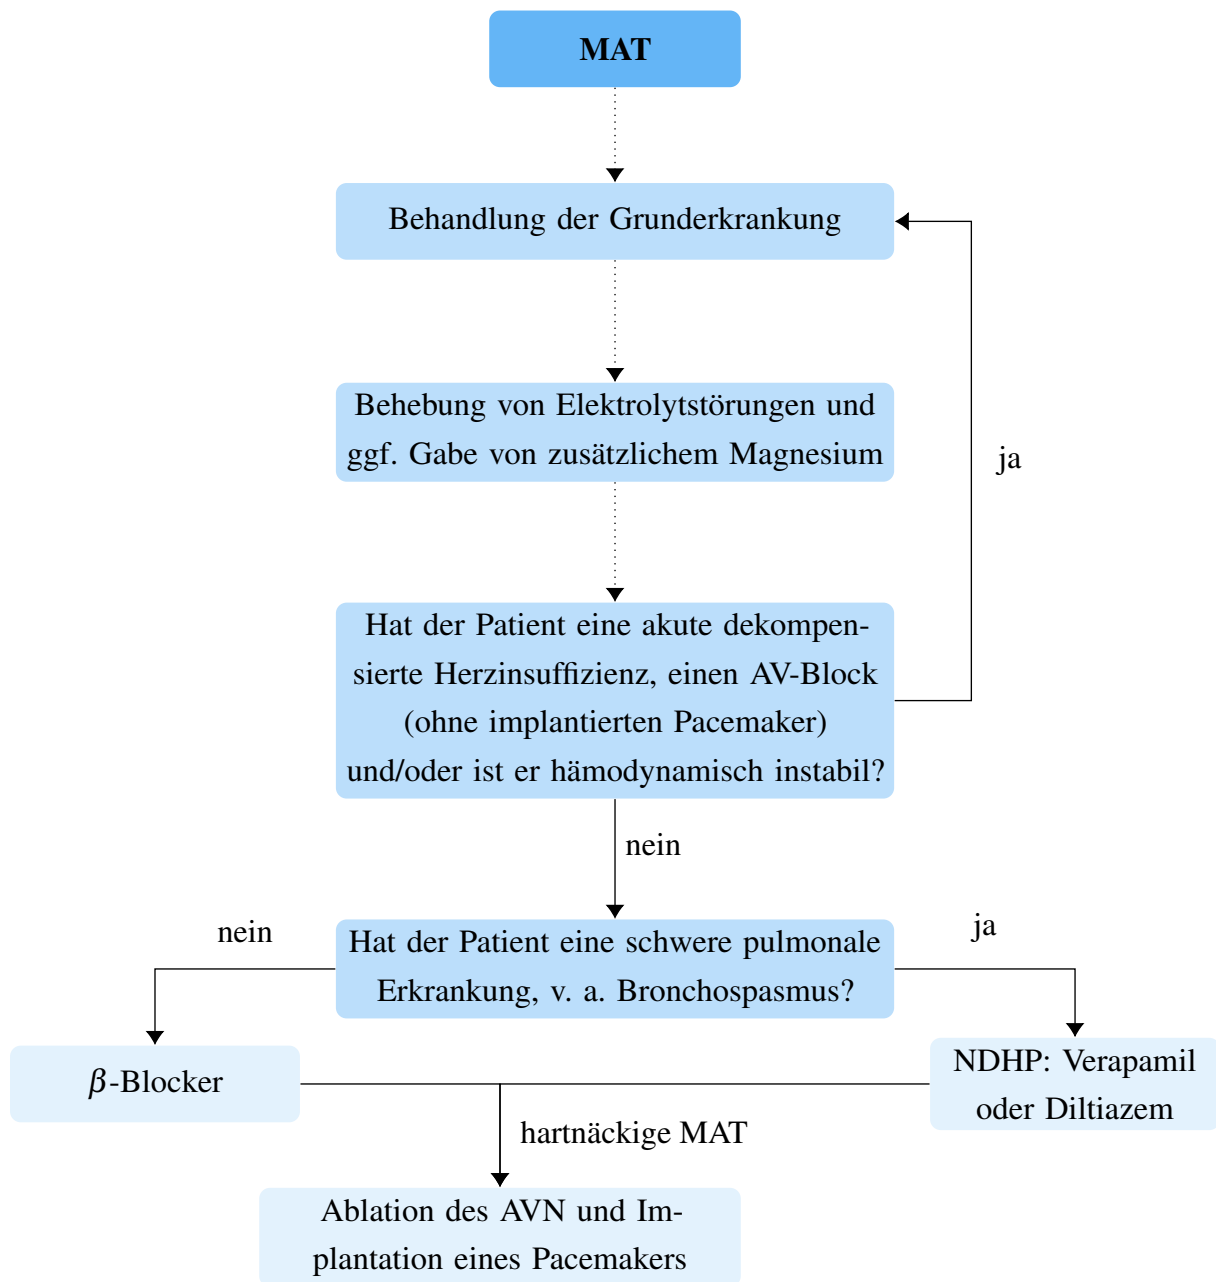 MAT
Behandlung der Grunderkrankung
Behebung von Elektrolytstörungen und
ggf. Gabe von zusätzlichem Magnesium
ja
Hat der Patient eine akute dekompen-
sierte Herzinsuffizienz, einen AV-Block
(ohne implantierten Pacemaker)
und/oder ist er hämodynamisch instabil?
nein
nein
Hat der Patient eine schwere pulmonale
Erkrankung, v. a. Bronchospasmus?
ja
β-Blocker
NDHP: Verapamil
oder Diltiazem
hartnäckige MAT
Ablation des AVN und Im-
plantation eines Pacemakers